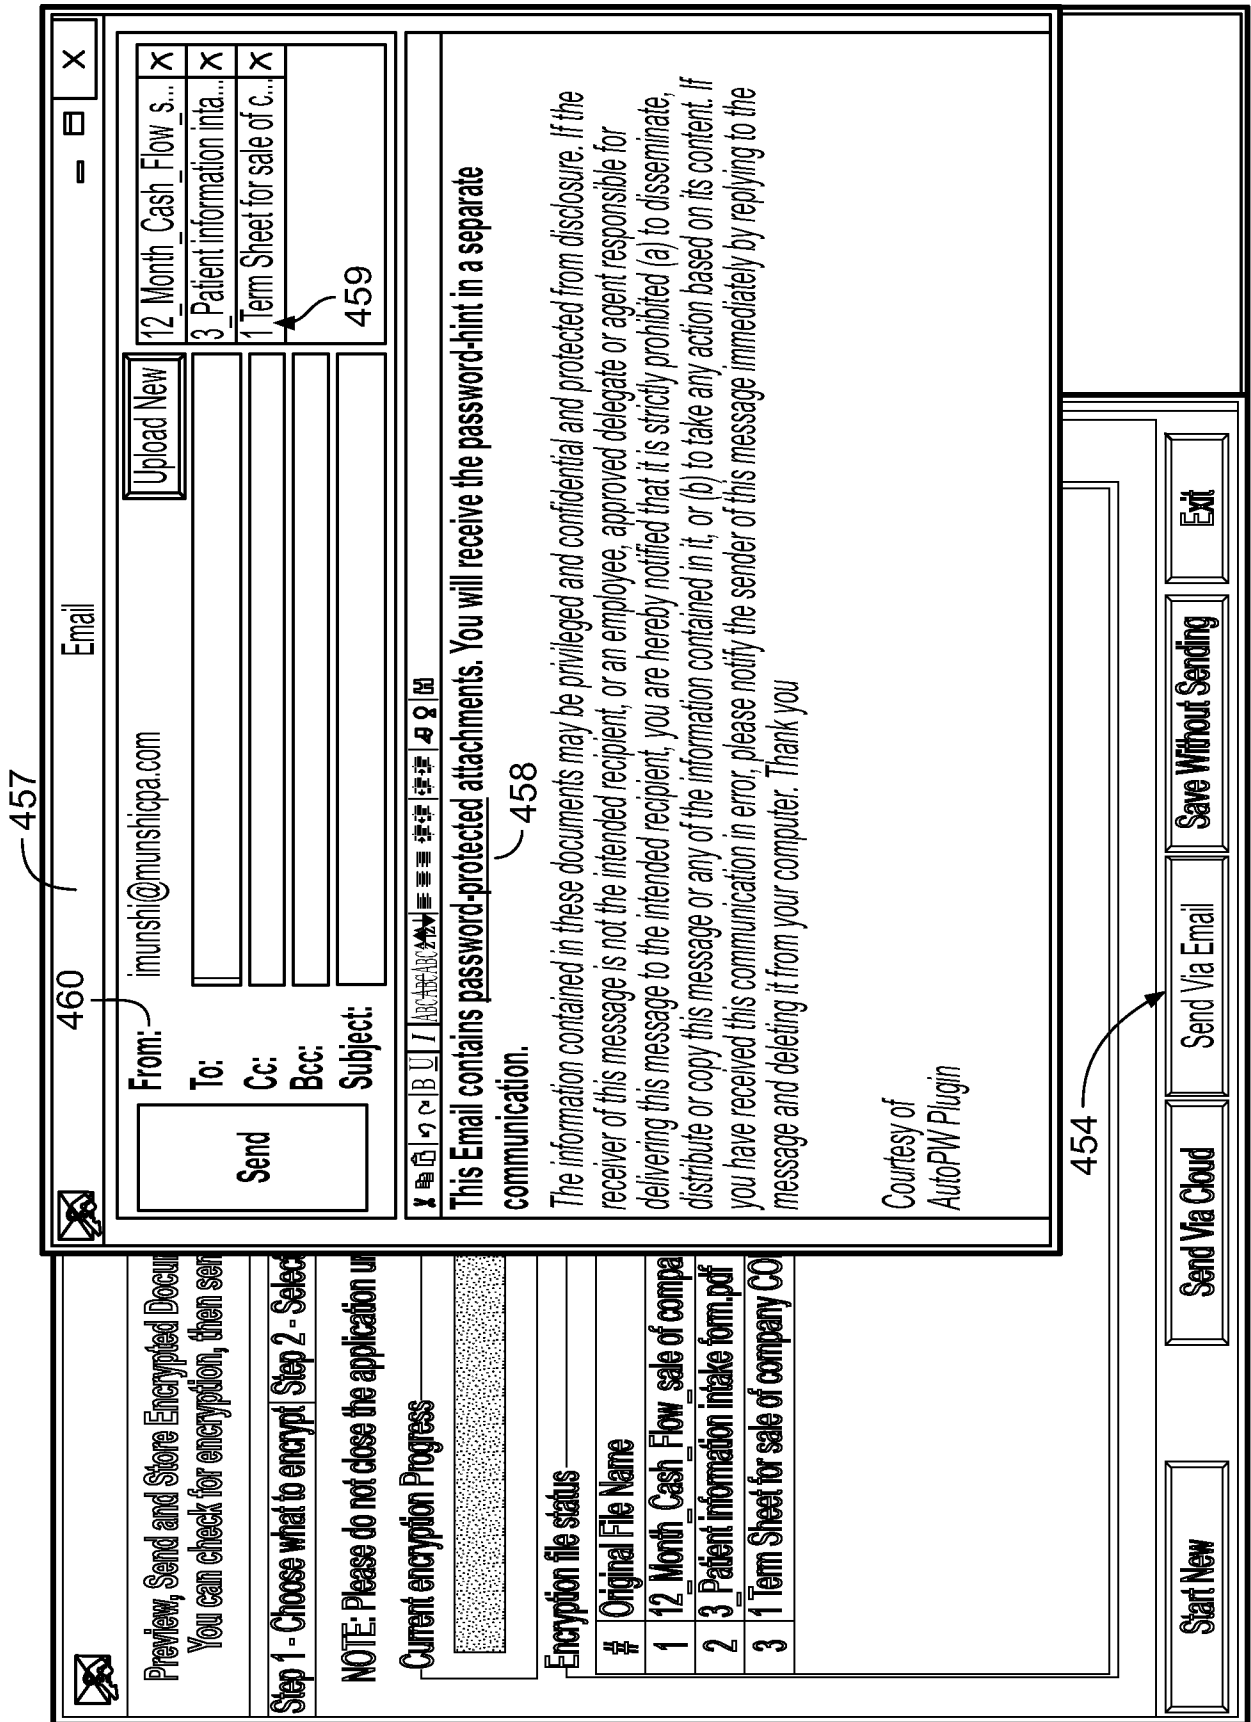 457
460
Email
X
From:
imunshi@munshicpa.com
Upload New
Send
To:
Cc:
Bcc:
Subject:
12_Month_Cash_Flow_s... X
3_Patient information inta... X
1 Term Sheet for sale of c... X
459
B U I ABC ABC ABC
This Email contains password-protected attachments. You will receive the password-hint in a separate
communication.
458
The information contained in these documents may be privileged and confidential and protected from disclosure. If the
receiver of this message is not the intended recipient, or an employee, approved delegate or agent responsible for
delivering this message to the intended recipient, you are hereby notified that it is strictly prohibited (a) to disseminate,
distribute or copy this message or any of the information contained in it, or (b) to take any action based on its content. If
you have received this communication in error, please notify the sender of this message immediately by replying to the
message and deleting it from your computer. Thank you
Courtesy of
AutoPW Plugin
Preview, Send and Store Encrypted Docum
You can check for encryption, then sen
Step 1 - Choose what to encrypt
Step 2 - Select
NOTE: Please do not close the application un
Current encryption Progress
Encryption file status
# Original File Name
1 12_Month_Cash_Flow_sale of compa
2 3_Patient information intake form.pdf
3 1 Term Sheet for sale of company CO
454
Start New
Send Via Cloud
Send Via Email
Save Without Sending
Exit